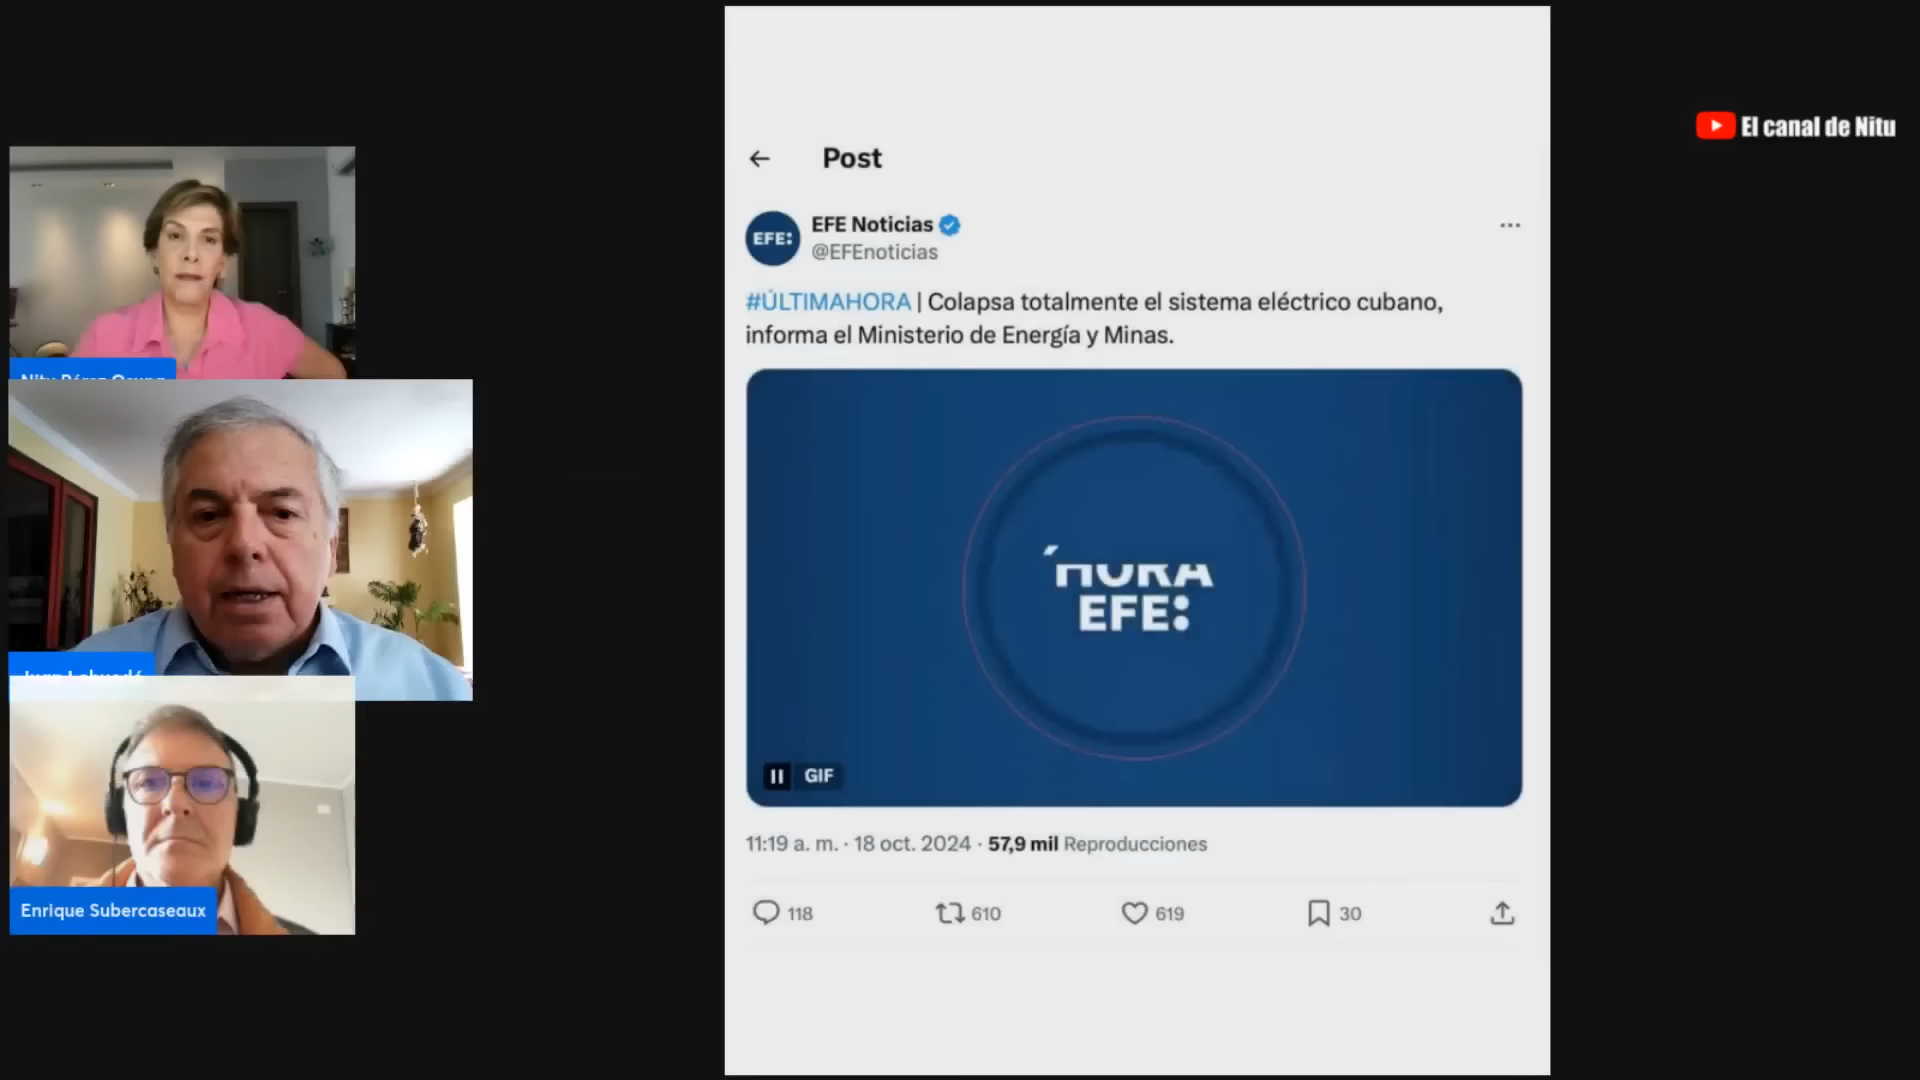 El canal de Nitu
Post
EFE:
EFE Noticias
@EFEnoticias
#ÚLTIMAHORA | Colapsa totalmente el sistema eléctrico cubano,
informa el Ministerio de Energía y Minas.
HORA
EFE:
GIF
11:19 a. m. · 18 oct. 2024 · 57,9 mil Reproducciones
118 610 619 30
Enrique Subercaseaux